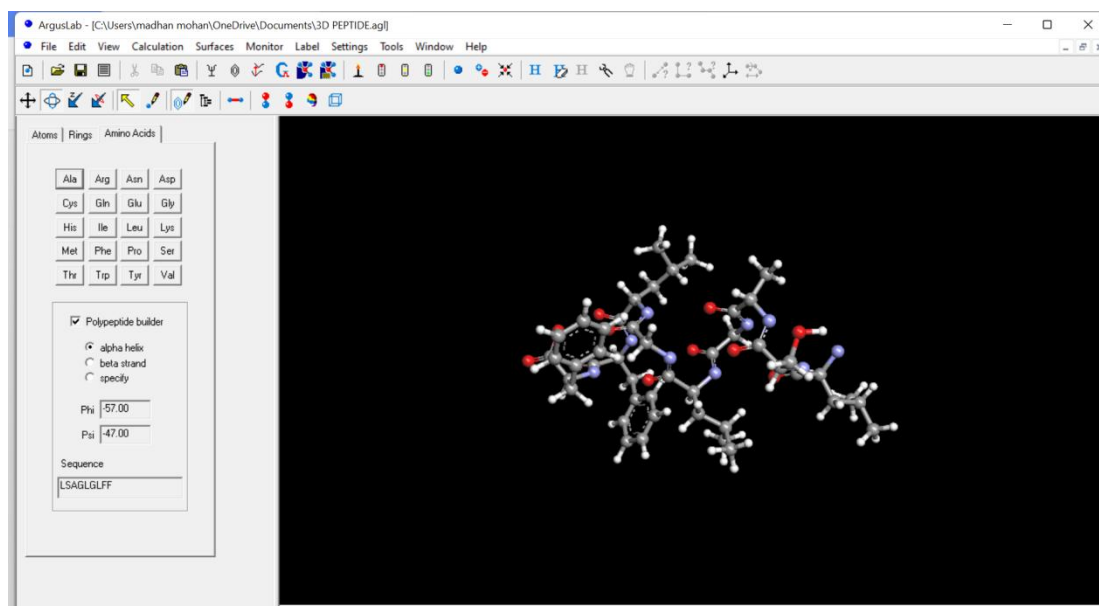 ArgusLab - [C:\Users\madhan mohan\OneDrive\Documents\3D PEPTIDE.agl]
File Edit View Calculation Surfaces Monitor Label Settings Tools Window Help
Atoms Rings Amino Acids
Ala Arg Asn Asp
Cys Gln Glu Gly
His Ile Leu Lys
Met Phe Pro Ser
Thr Trp Tyr Val
Polypeptide builder
alpha helix
beta strand
specify
Phi -57.00
Psi -47.00
Sequence
LSAGLGLFF